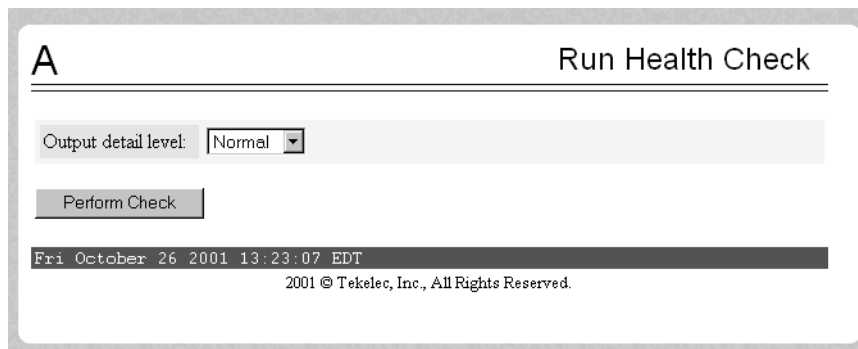 A Run Health Check
Output detail level: Normal
Perform Check
Fri October 26 2001 13:23:07 EDT
2001 © Tekelec, Inc., All Rights Reserved.